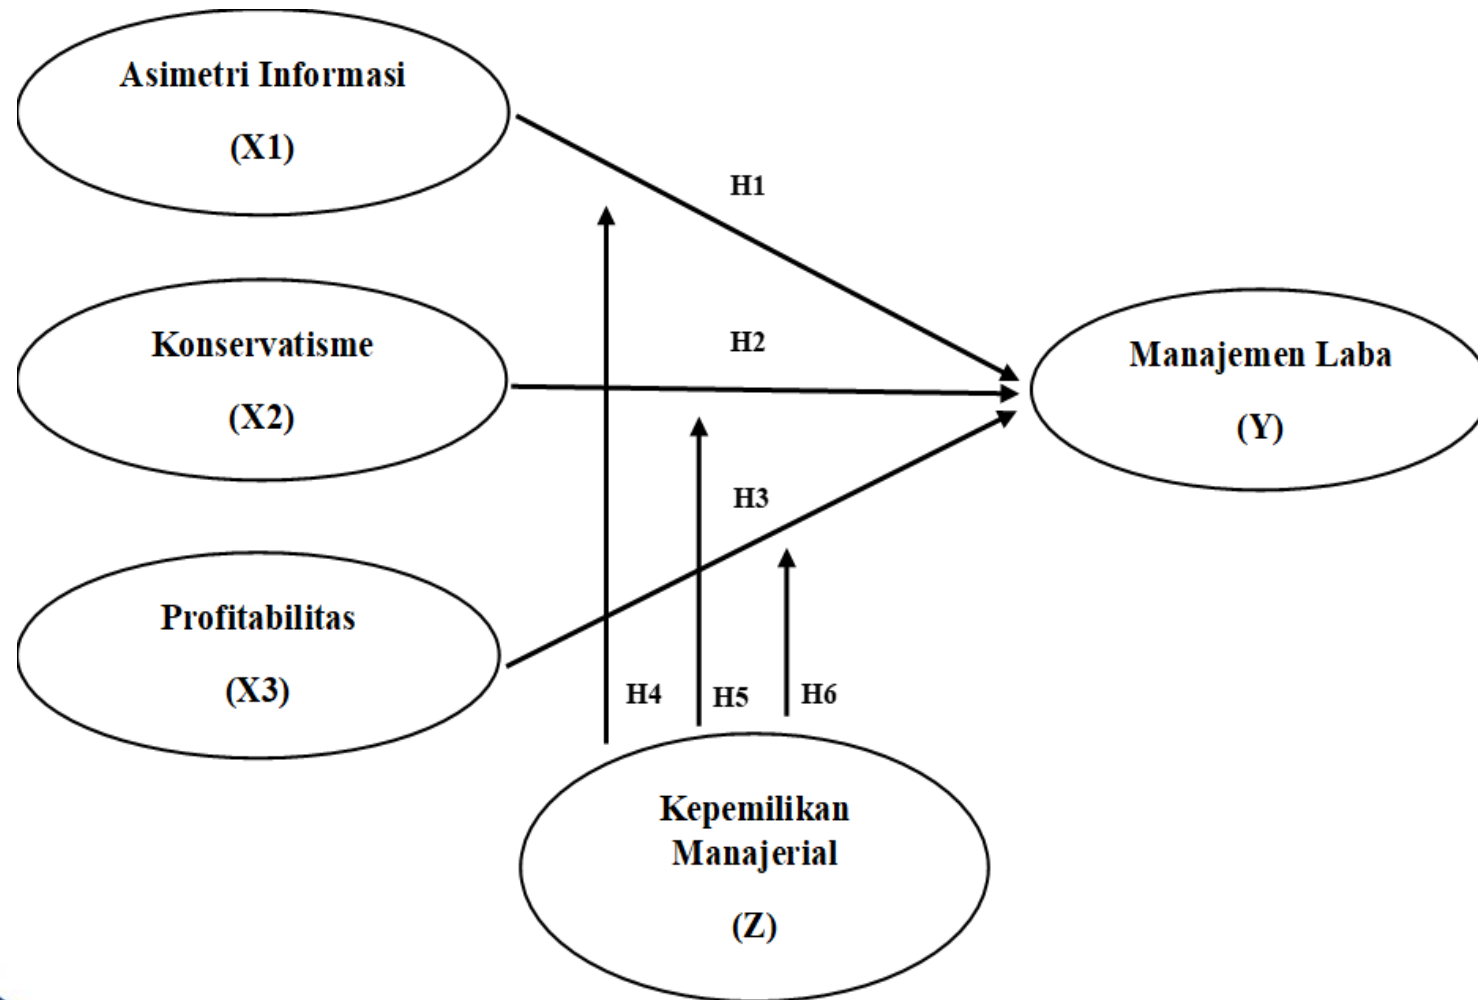 Asimetri Informasi
(X1)
H1
Konservatisme
(X2)
H2
Manajemen Laba
(Y)
H3
Profitabilitas
(X3)
H4
H5
H6
Kepemilikan
Manajerial
(Z)